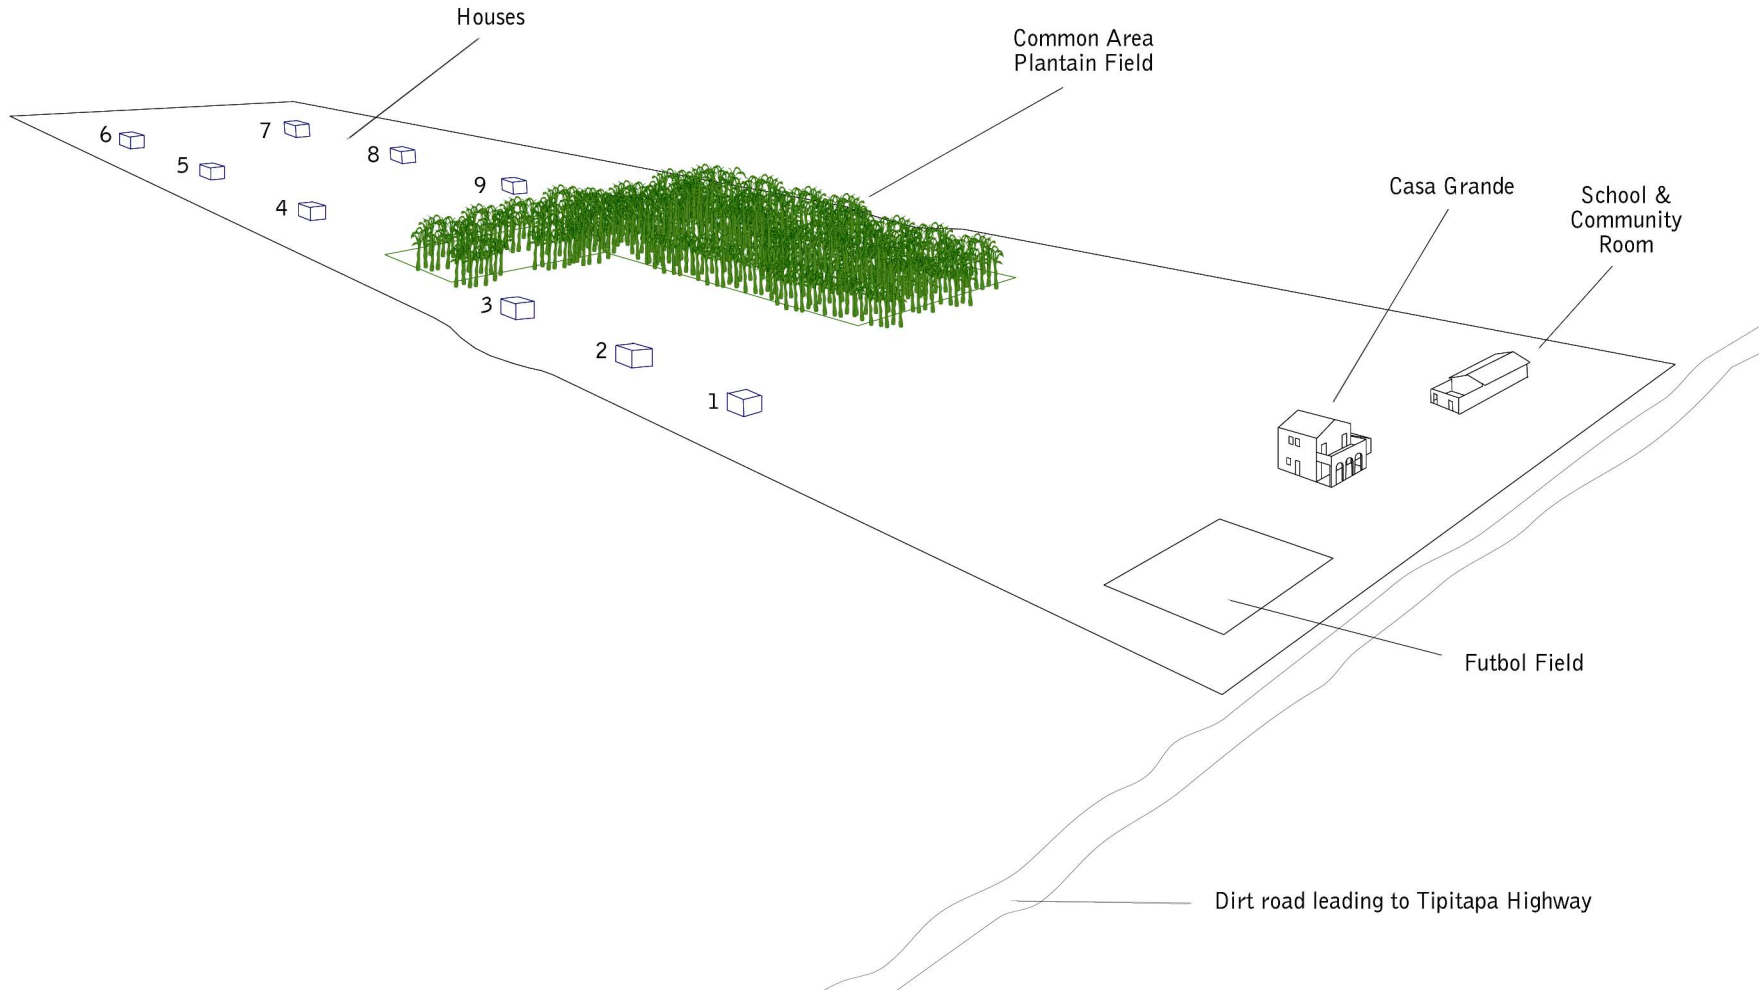 Houses
Common Area
Plantain Field
Casa Grande
School &
Community
Room
6
7
8
5
9
4
3
2
1
Futbol Field
Dirt road leading to Tipitapa Highway